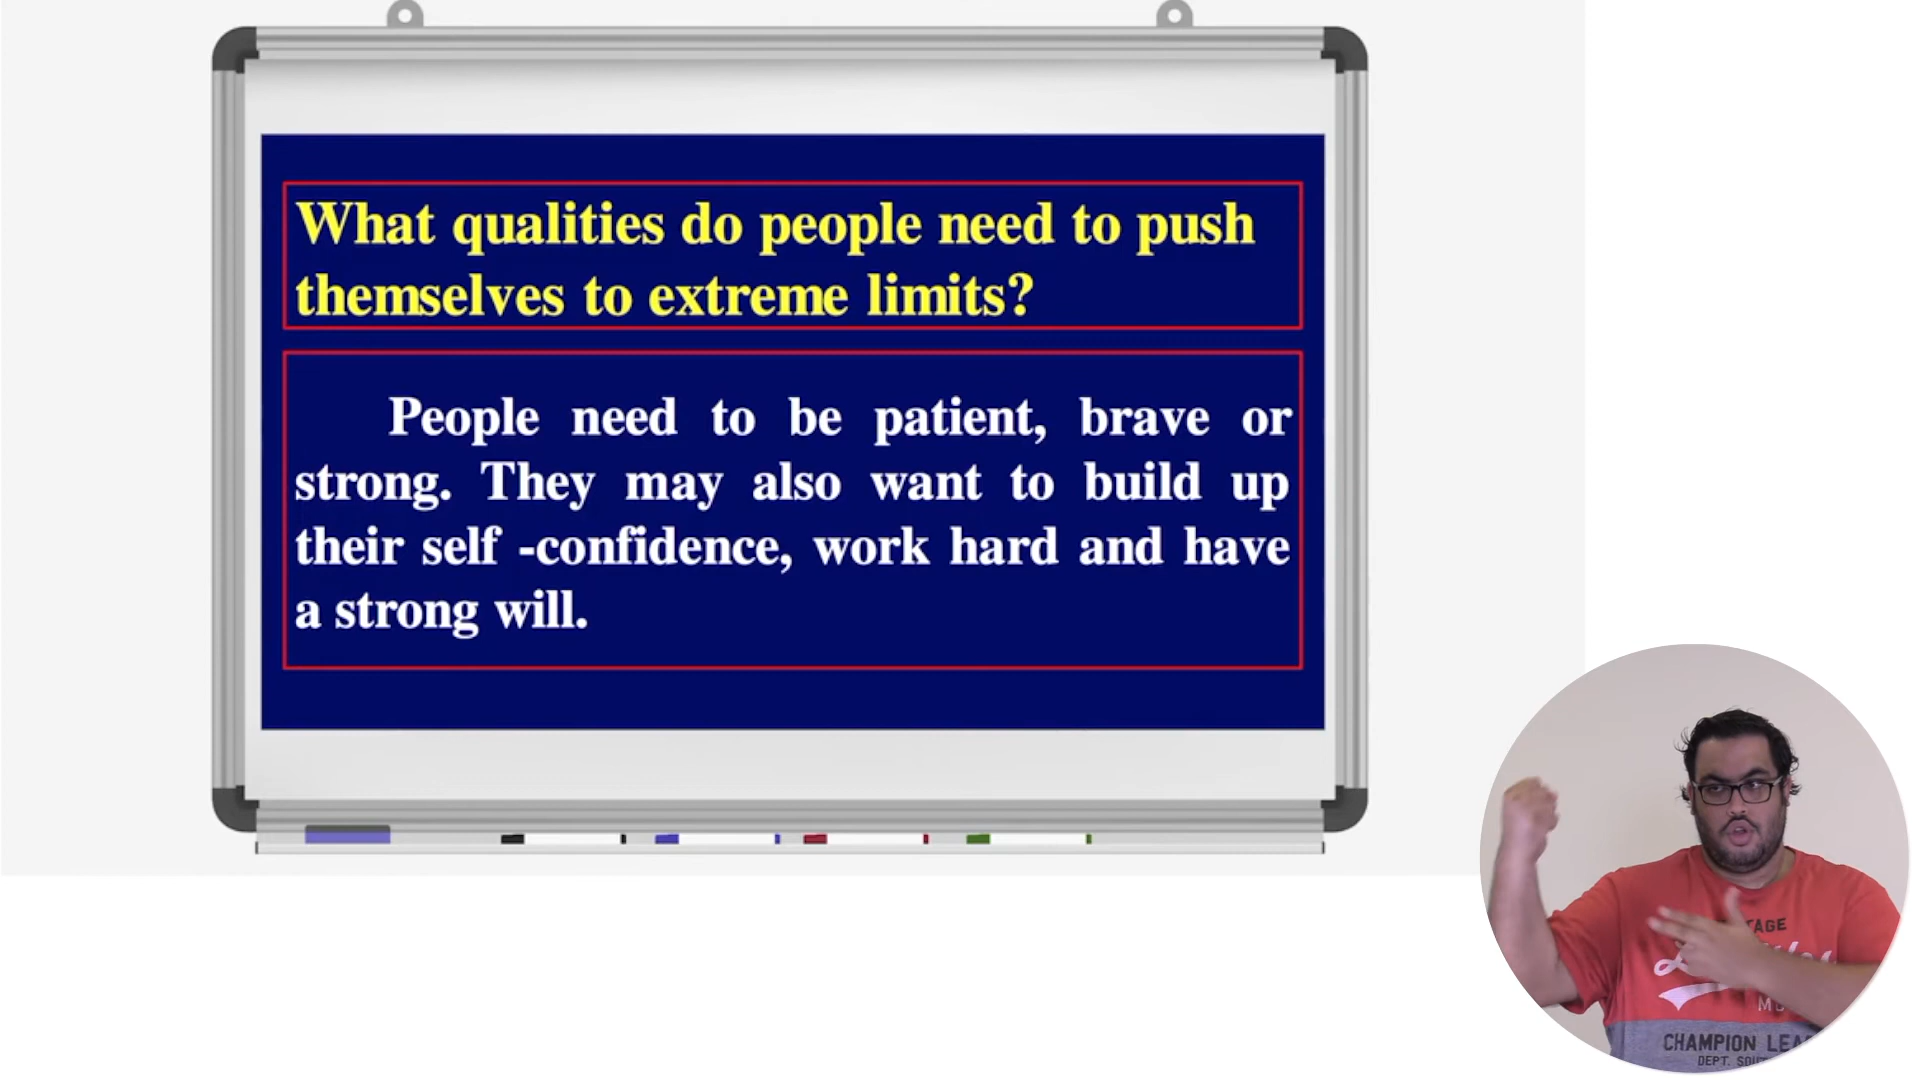 What qualities do people need to push
themselves to extreme limits?
People need to be patient, brave or
strong. They may also want to build up
their self -confidence, work hard and have
a strong will.
TAGE
CHAMPION LEA
DEPT.